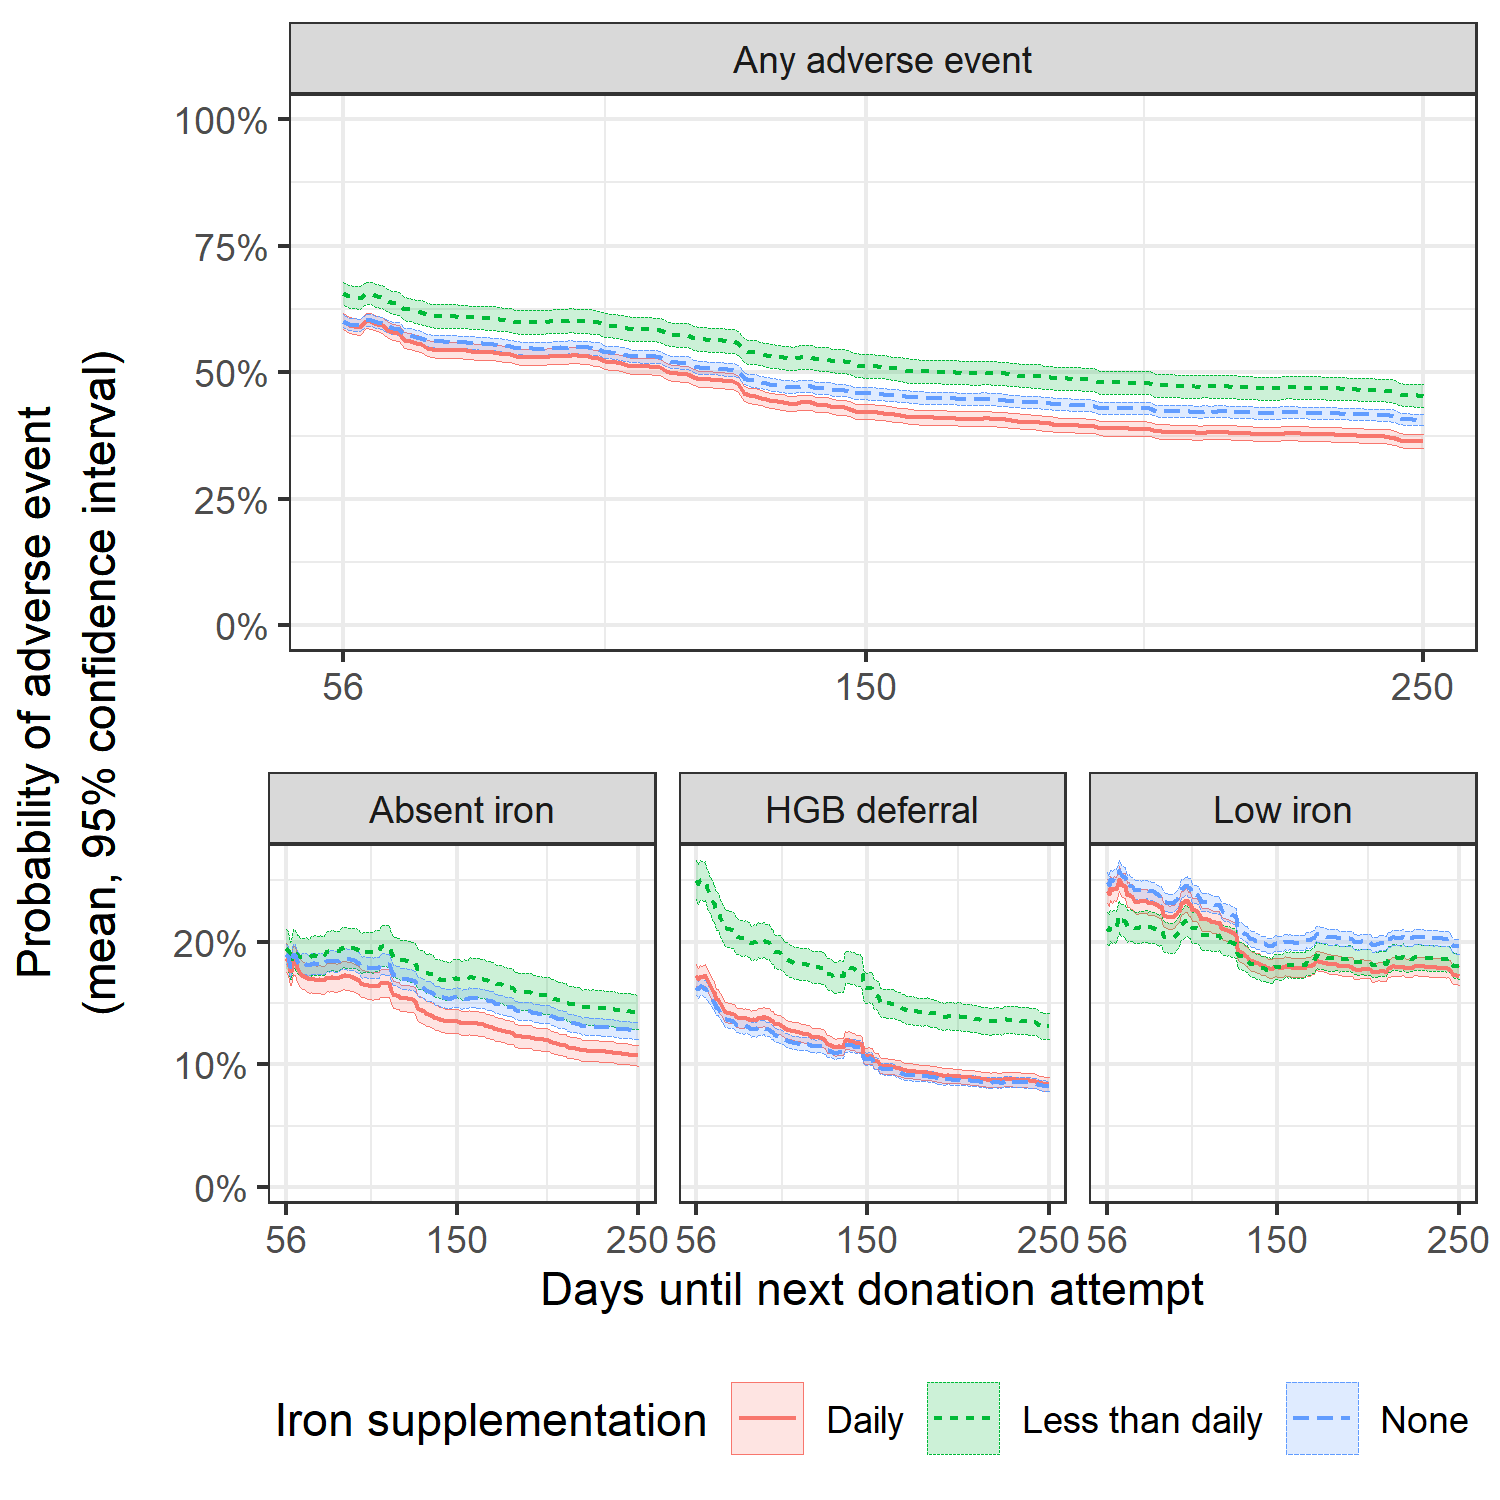 Any adverse event
100%
75%
50%
25%
0%
56 150 250
Probability of adverse event
(mean, 95% confidence interval)
Absent iron HGB deferral Low iron
20%
10%
0%
56 150 250 56 150 250 56 150 250
Days until next donation attempt
Iron supplementation Daily Less than daily None